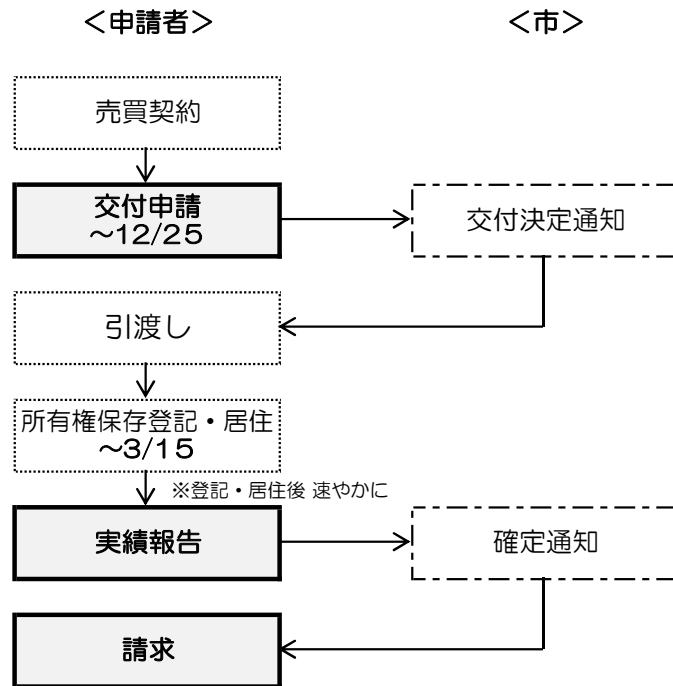 ＜申請者＞
＜市＞
売買契約
交付申請
～12/25
交付決定通知
引渡し
所有権保存登記・居住
～3/15
※登記・居住後 速やかに
実績報告
確定通知
請求